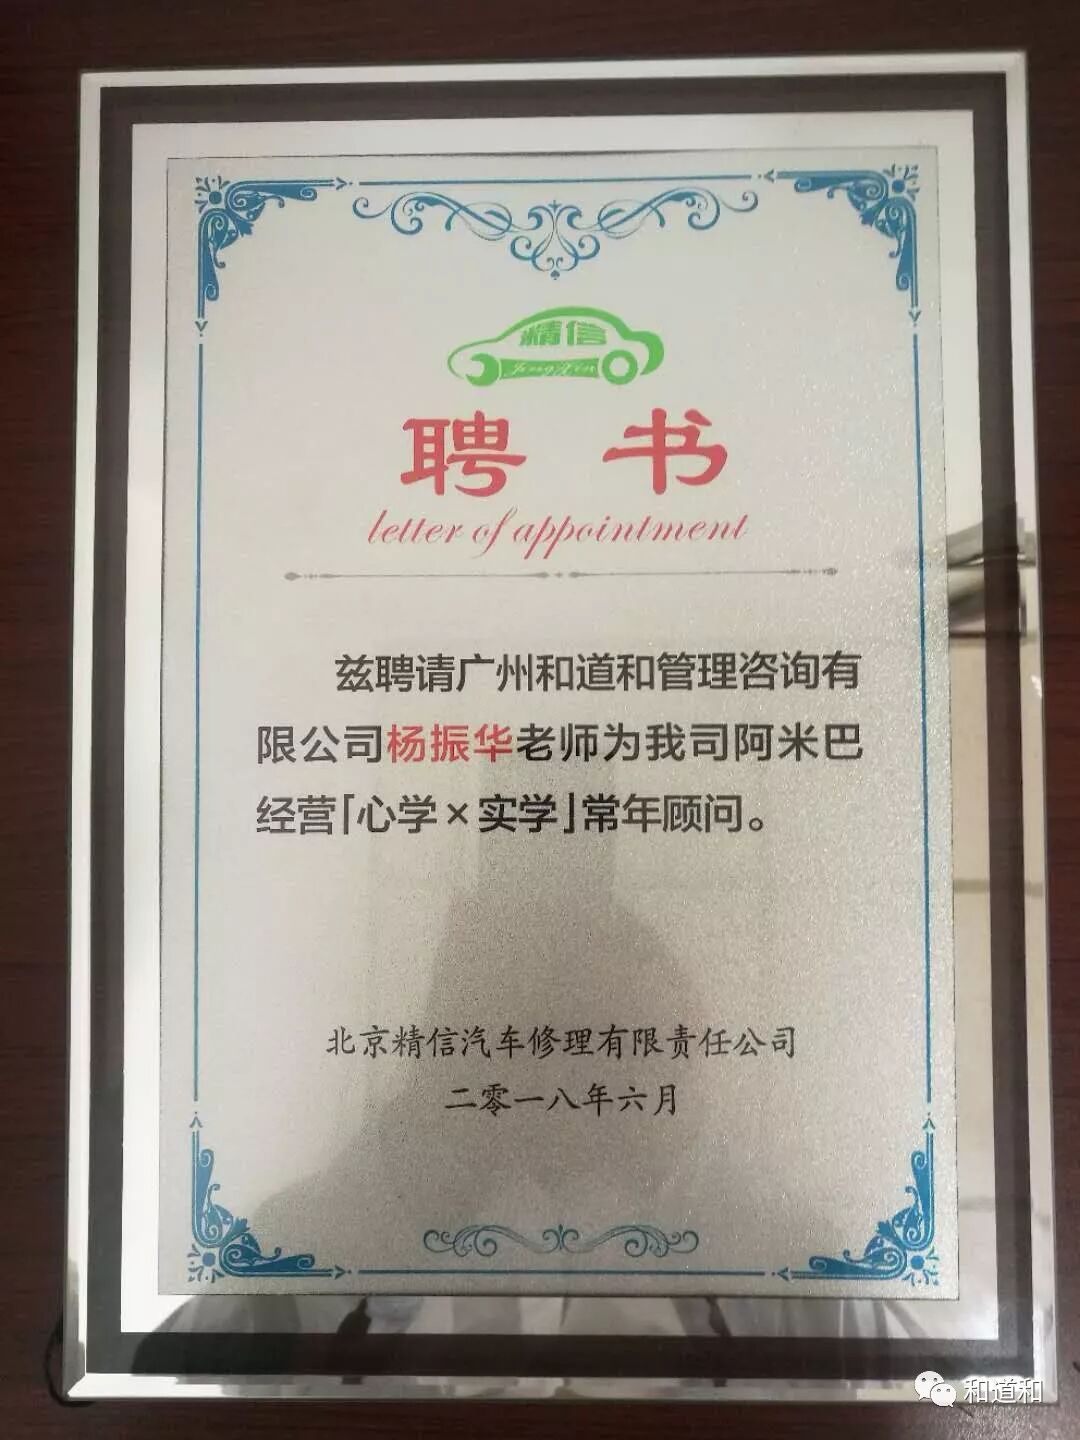 精信
Jing Xin
聘 书
letter of appointment
兹聘请广州和道和管理咨询有
限公司杨振华老师为我司阿米巴
经营「心学×实学」常年顾问。
北京精信汽车修理有限责任公司
二零一八年六月
和道和